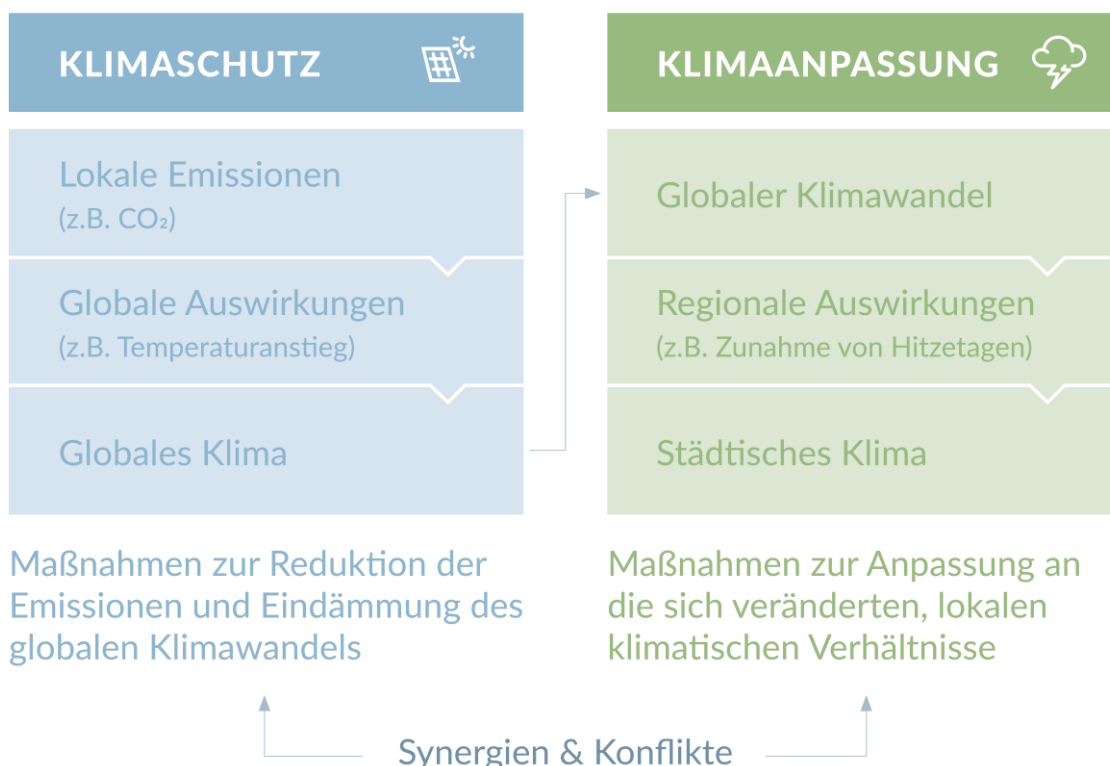 KLIMASCHUTZ
Lokale Emissionen
(z.B. CO₂)
Globale Auswirkungen
(z.B. Temperaturanstieg)
Globales Klima
Maßnahmen zur Reduktion der
Emissionen und Eindämmung des
globalen Klimawandels
KLIMAANPASSUNG
Globaler Klimawandel
Regionale Auswirkungen
(z.B. Zunahme von Hitzetagen)
Städtisches Klima
Maßnahmen zur Anpassung an
die sich veränderten, lokalen
klimatischen Verhältnisse
Synergien & Konflikte